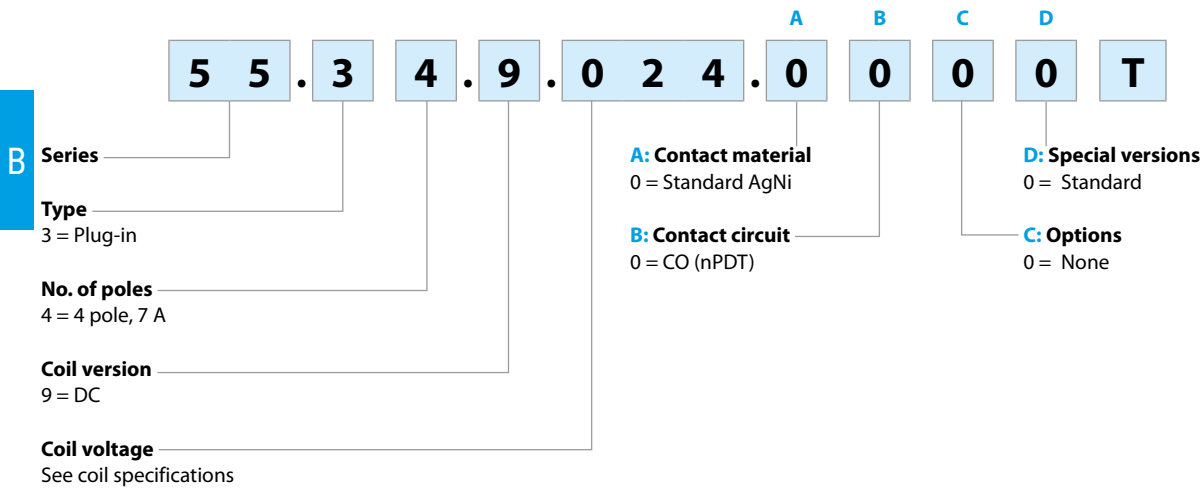 A B C D
5 5 . 3 4 . 9 . 0 2 4 . 0 0 0 0 T
B
Series
Type
3 = Plug-in
No. of poles
4 = 4 pole, 7 A
Coil version
9 = DC
Coil voltage
See coil specifications
A: Contact material
0 = Standard AgNi
B: Contact circuit
0 = CO (nPDT)
D: Special versions
0 = Standard
C: Options
0 = None